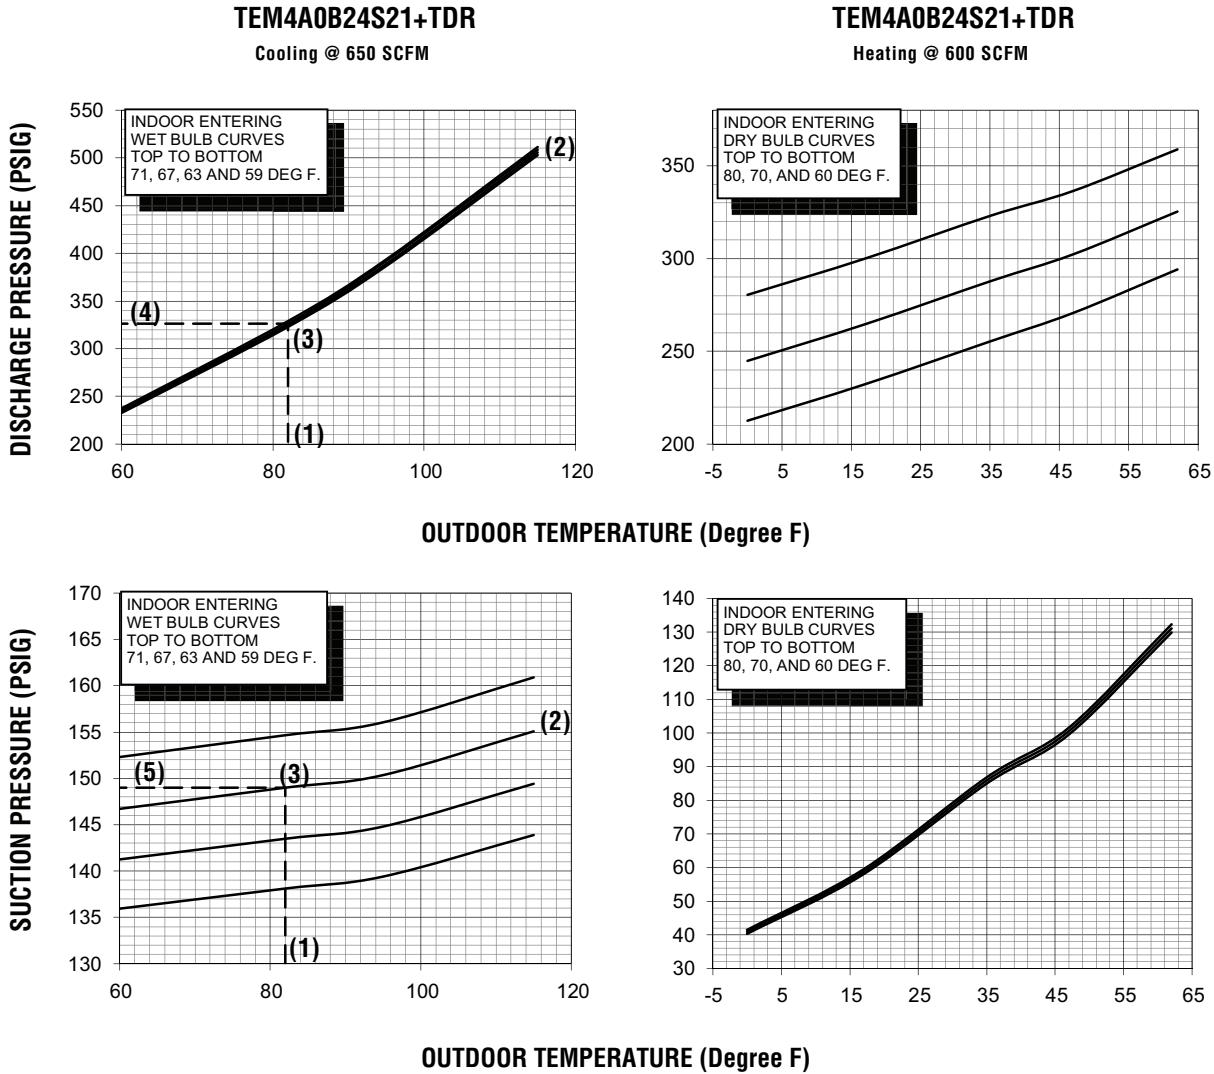 TEM4A0B24S21+TDR
Cooling @ 650 SCFM
TEM4A0B24S21+TDR
Heating @ 600 SCFM
DISCHARGE PRESSURE (PSIG)
550
500
450
400
350
300
250
200
INDOOR ENTERING
WET BULB CURVES
TOP TO BOTTOM
71, 67, 63 AND 59 DEG F.
(2)
(4)
(3)
(1)
60
80
100
120
350
300
250
200
INDOOR ENTERING
DRY BULB CURVES
TOP TO BOTTOM
80, 70, AND 60 DEG F.
-5
5
15
25
35
45
55
65
OUTDOOR TEMPERATURE (Degree F)
SUCTION PRESSURE (PSIG)
170
165
160
155
150
145
140
135
130
INDOOR ENTERING
WET BULB CURVES
TOP TO BOTTOM
71, 67, 63 AND 59 DEG F.
(2)
(5)
(3)
(1)
60
80
100
120
140
130
120
110
100
90
80
70
60
50
40
30
INDOOR ENTERING
DRY BULB CURVES
TOP TO BOTTOM
80, 70, AND 60 DEG F.
-5
5
15
25
35
45
55
65
OUTDOOR TEMPERATURE (Degree F)